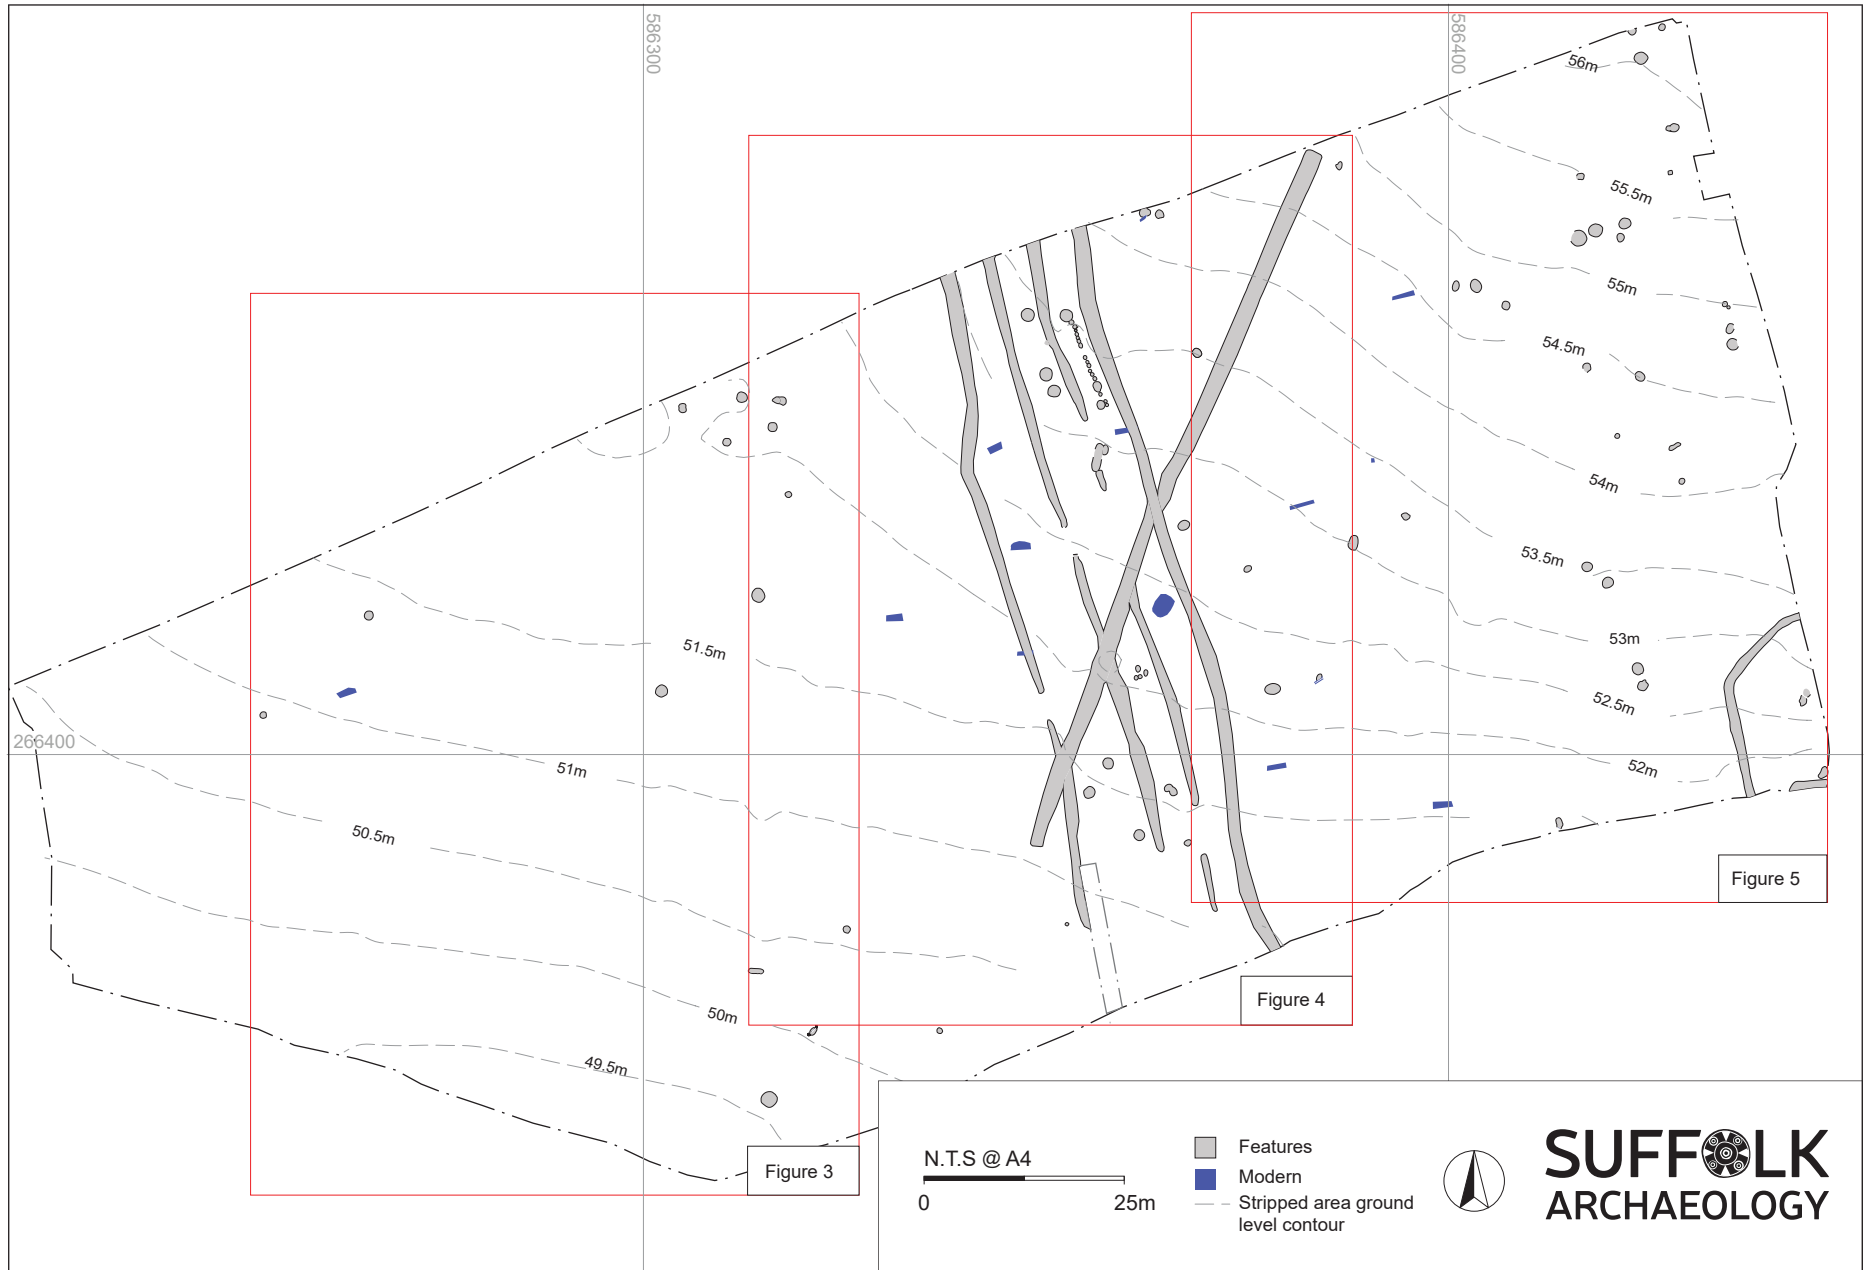 586300
586400
56m
55.5m
55m
54.5m
54m
53.5m
53m
52.5m
52m
51.5m
51m
50.5m
50m
49.5m
266400
Figure 5
Figure 4
Figure 3
N.T.S @ A4
0 25m
Features
Modern
Stripped area ground
level contour
SUFFOLK
ARCHAEOLOGY